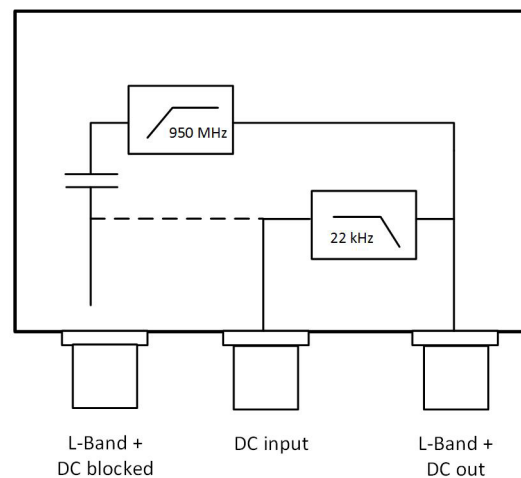 950 MHz
22 kHz
L-Band +
DC blocked
DC input
L-Band +
DC out